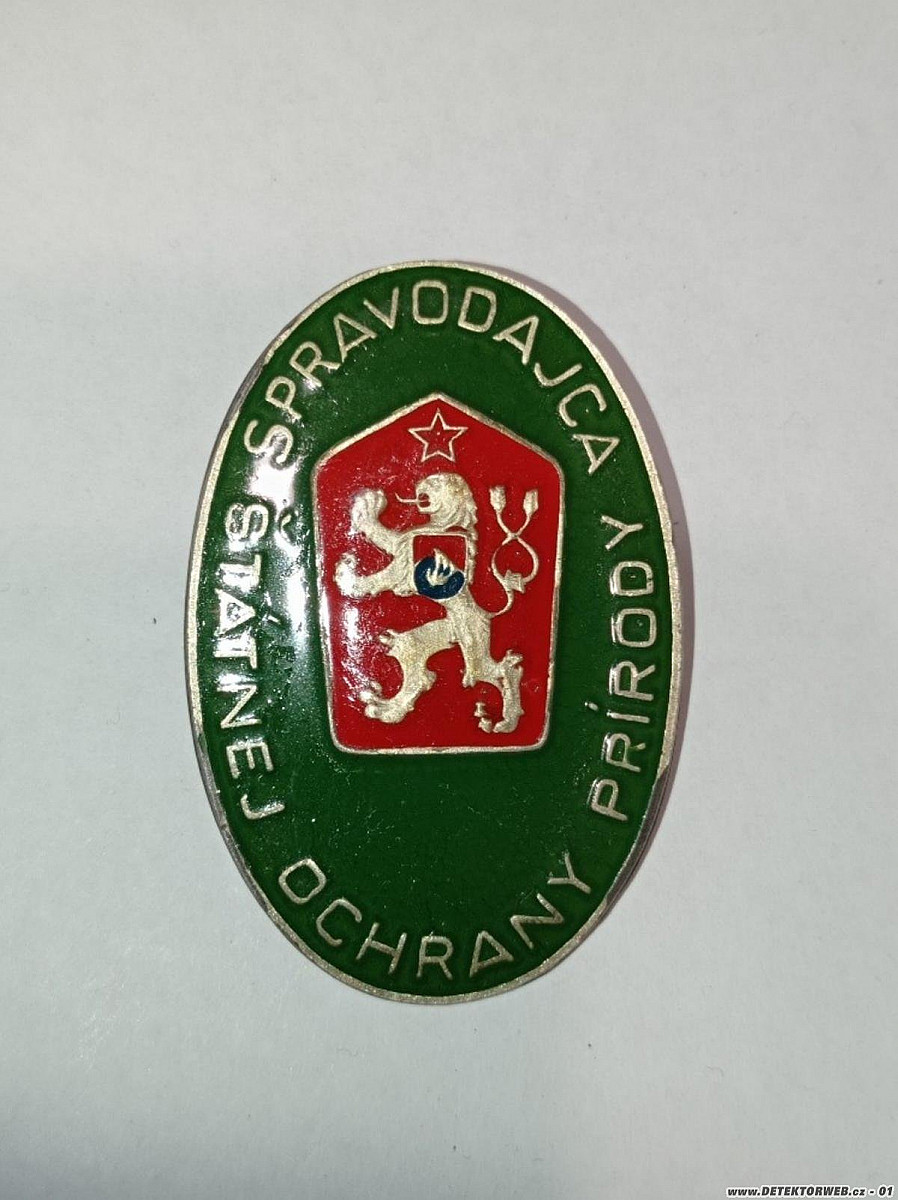 SPRAVODAJCA
ŠTÁTNEJ OCHRANY PRÍRODY
www.DETEKTORWEB.cz - 01